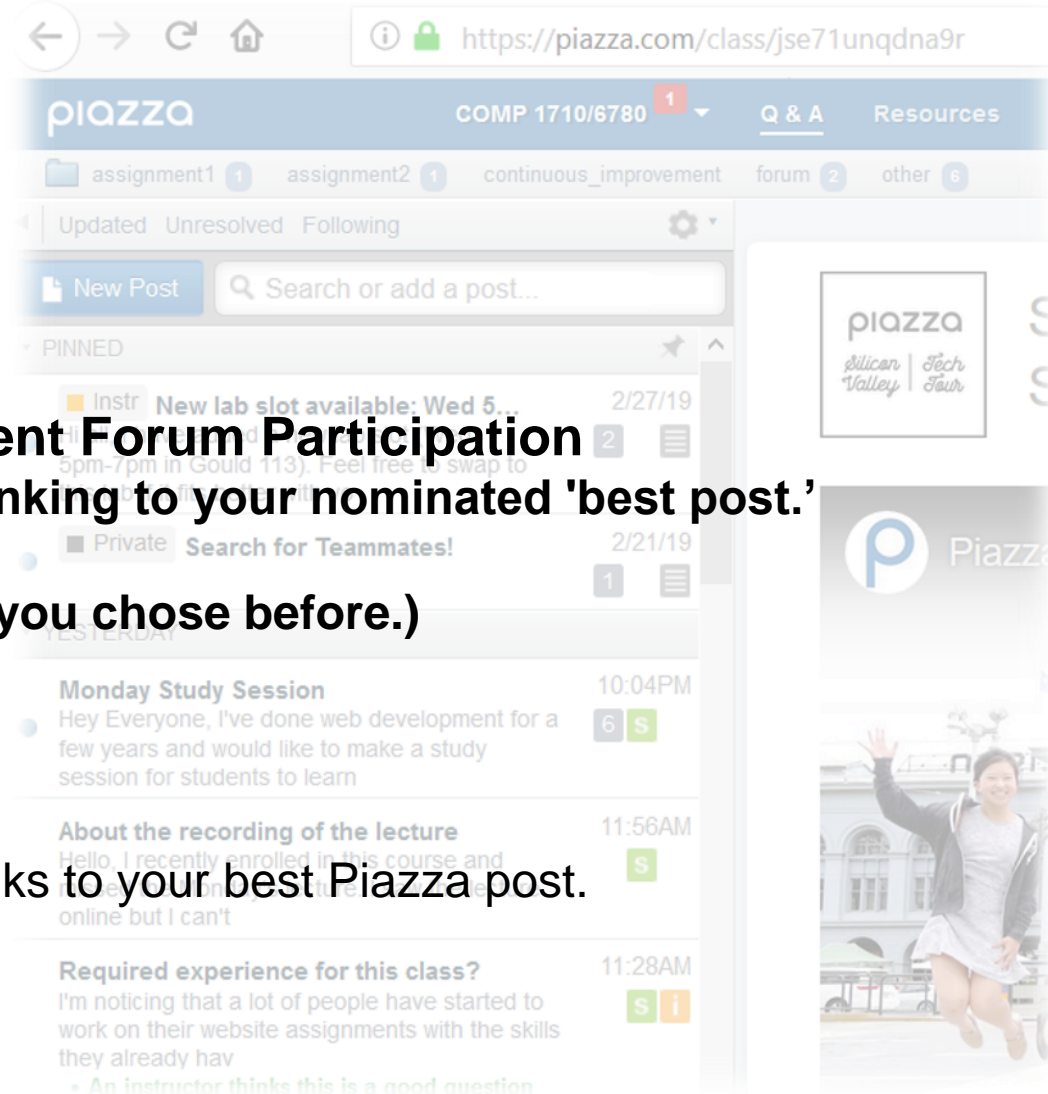 https://piazza.com/class/jse71unqdna9r
piazza
COMP 1710/6780 1
Q & A
Resources
assignment1 1
assignment2 1
continuous_improvement
forum 2
other 6
Updated Unresolved Following
New Post
Search or add a post...
PINNED
Instr New lab slot available: Wed 5... 2/27/19
ent Forum Participation
2
5pm-7pm in Gould 113). Feel free to swap to
nking to your nominated 'best post.’
Private Search for Teammates! 2/21/19
1
you chose before.)
YESTERDAY
Monday Study Session 10:04PM
Hey Everyone, I've done web development for a
6 S
few years and would like to make a study
session for students to learn
About the recording of the lecture 11:56AM
Hello, I recently enrolled in this course and
S
ks to your best Piazza post.
online but I can't
Required experience for this class? 11:28AM
I'm noticing that a lot of people have started to
S i
work on their website assignments with the skills
they already hav
• An instructor thinks this is a good question
piazza
Silicon Tech
Valley Tour
S
S
Piazza